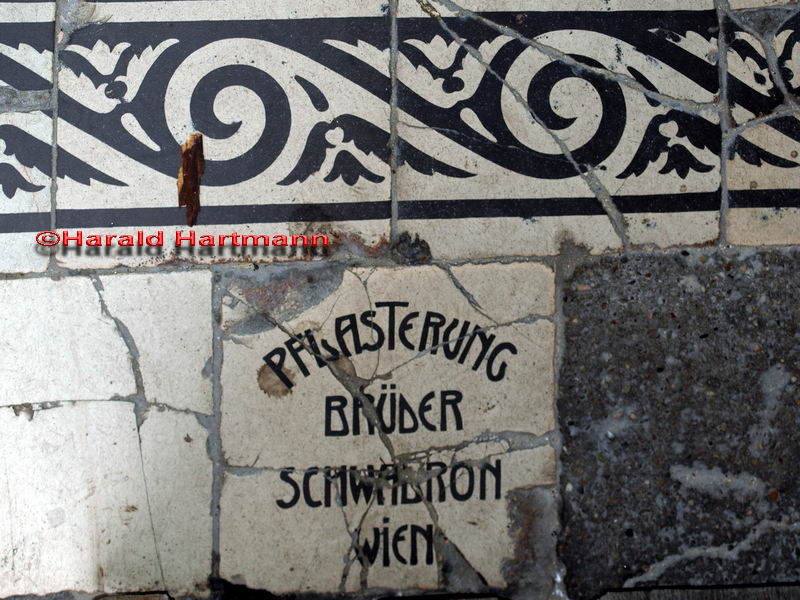 ©Harald Hartmann
PFLASTERUNG
BRÜDER
SCHWADRON
WIEN